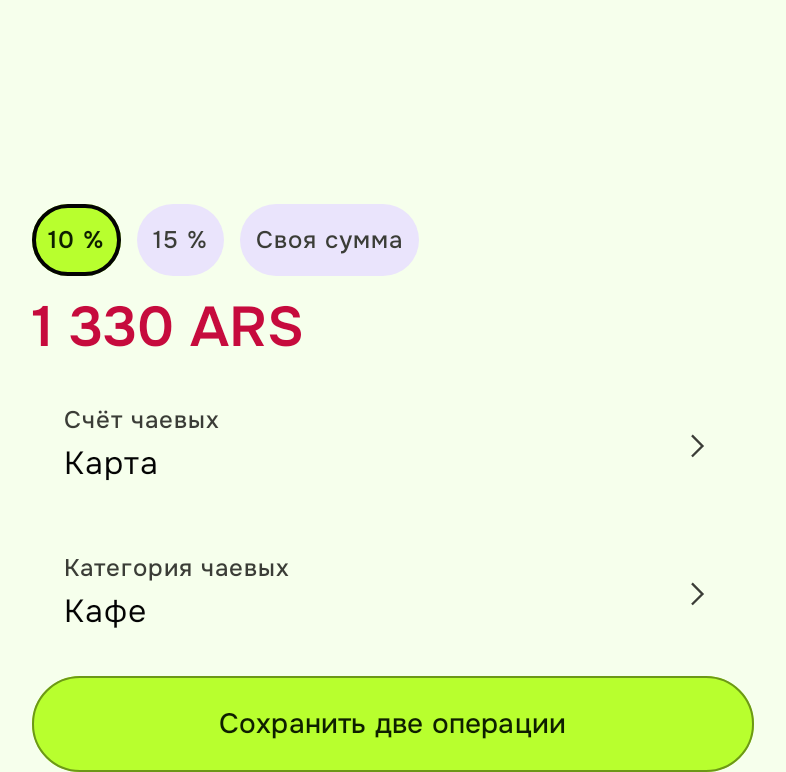 10 % 15 % Своя сумма
1 330 ARS
Счёт чаевых
Карта
Категория чаевых
Кафе
Сохранить две операции